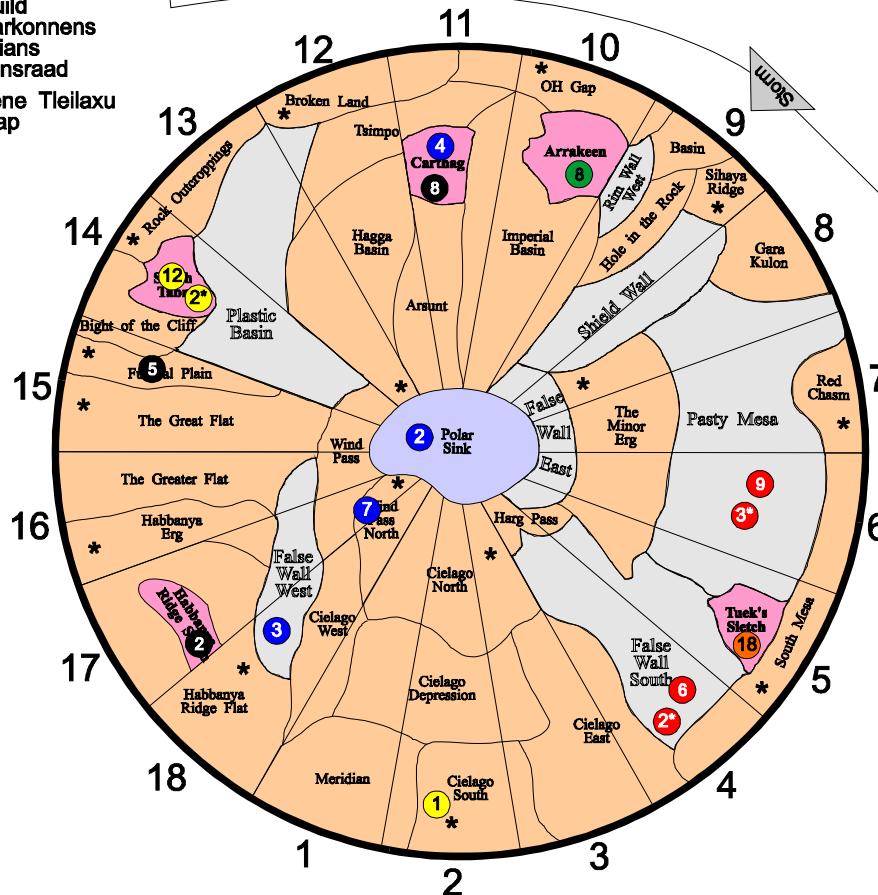 uild
arkonnens
ians
nsraad
ene Tleilaxu
ap
11
12
10
Storm
* OH Gap
Broken Land
*
13
9
Tsimpo
4
Carthag
8
Arrakeen
8
Rim Wall
West
Basin
Sihaya
Ridge
*
Rock Outcroppings
*
14
8
Hagga
Basin
Imperial
Basin
Hole in the Rock
Gara
Kulon
12
2*
Arsunt
Shield Wall
Plastic
Basin
Bight of the Cliff
*
5
Plain
15
7
*
The Great Flat
*
*
False
Wall
East
The
Minor
Erg
Pasty Mesa
Red
Chasm
*
2
Polar
Sink
Wind
Pass
The Greater Flat
*
9
3*
16
6
Habbanya
Erg
*
7
Pass
North
Harg Pass
*
False
Wall
West
Cielago
North
Ridge
2
3
Cielago
West
Tuek's
Sietch
18
South Mesa
*
17
5
*
Habbanya
Ridge Flat
False
Wall
South
6
2*
Cielago
Depression
Cielago
East
18
4
Meridian
Cielago
South
1
*
1
2
3